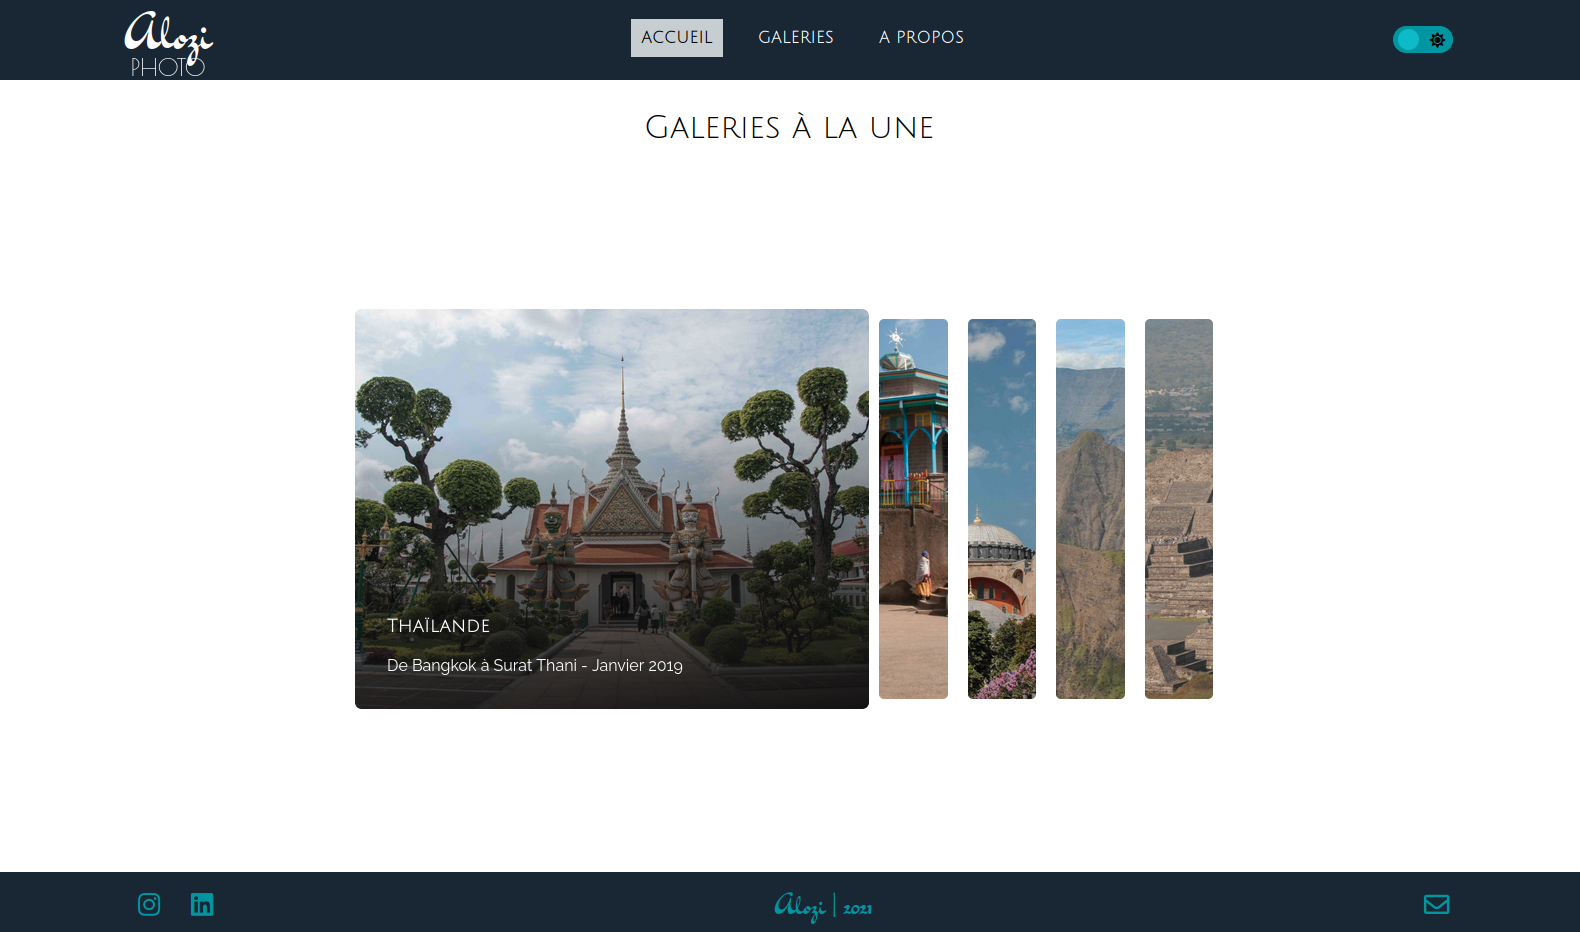 Alozi
PHOTO
ACCUEIL
GALERIES
A PROPOS
Galeries à la une
Thaïlande
De Bangkok à Surat Thani - Janvier 2019
Alozi | 2021